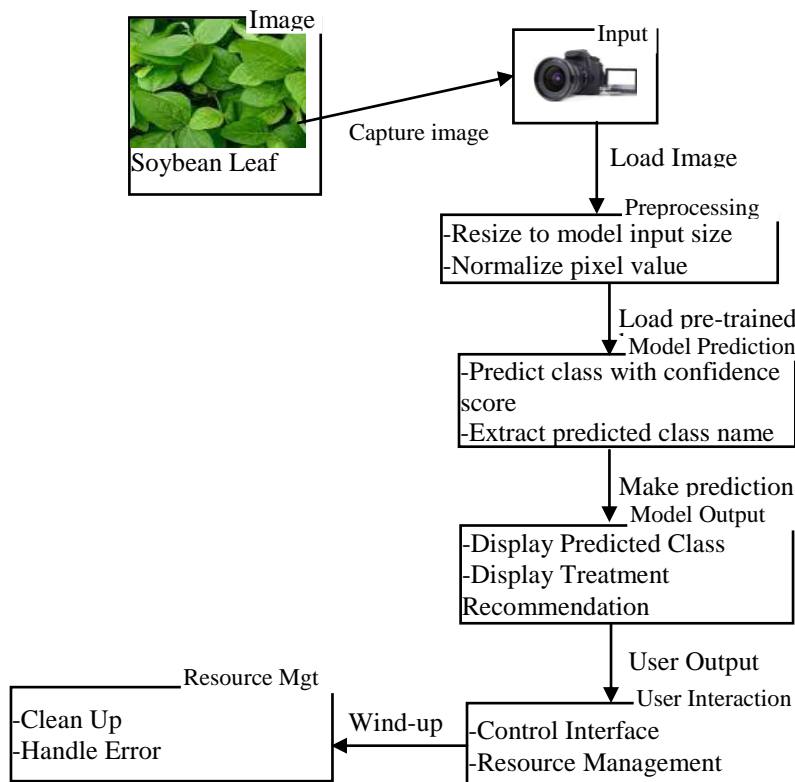 Image
Soybean Leaf
Capture image
Input
Load Image
Preprocessing
-Resize to model input size
-Normalize pixel value
Load pre-trained
Model Prediction
-Predict class with confidence
score
-Extract predicted class name
Make prediction
Model Output
-Display Predicted Class
-Display Treatment
Recommendation
User Output
User Interaction
-Control Interface
-Resource Management
Wind-up
Resource Mgt
-Clean Up
-Handle Error